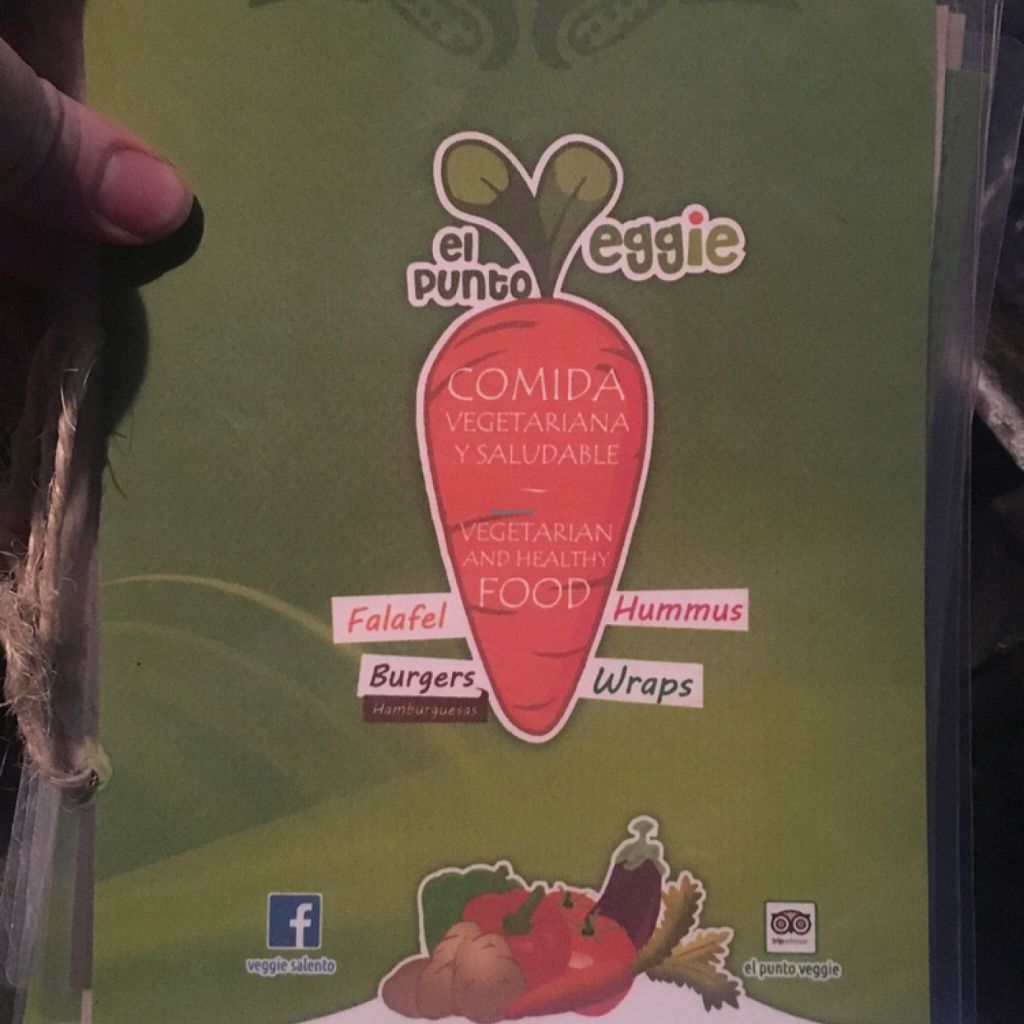 el
punto
Veggie
COMIDA
VEGETARIANA
Y SALUDABLE
VEGETARIAN
AND HEALTHY
FOOD
Falafel
Hummus
Burgers
Hamburguesas
Wraps
f
veggie salento
tripadvisor
el punto veggie